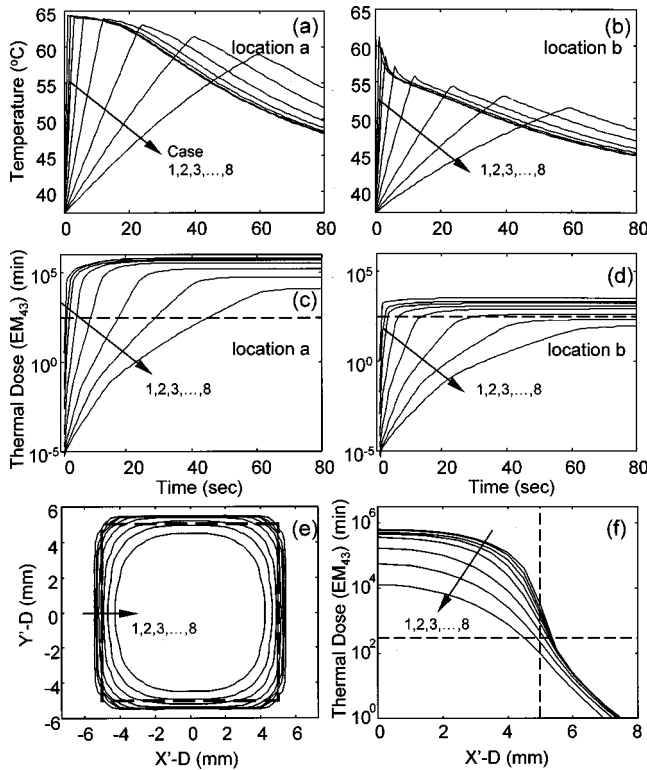 (a)
location a
Case
1,2,3,...,8
Temperature (ºC)
65
60
55
50
45
40
0 20 40 60 80
(b)
location b
1,2,3,...,8
65
60
55
50
45
40
0 20 40 60 80
(c)
location a
1,2,3,...,8
Thermal Dose (EM43) (min)
10^5
10^0
10^-5
0 20 40 60 80
Time (sec)
(d)
location b
1,2,3,...,8
10^5
10^0
10^-5
0 20 40 60 80
Time (sec)
(e)
1,2,3,...,8
Y'-D (mm)
6
4
2
0
-2
-4
-6
-6 -4 -2 0 2 4 6
X'-D (mm)
(f)
1,2,3,...,8
Thermal Dose (EM43) (min)
10^6
10^4
10^2
10^0
0 2 4 6 8
X'-D (mm)